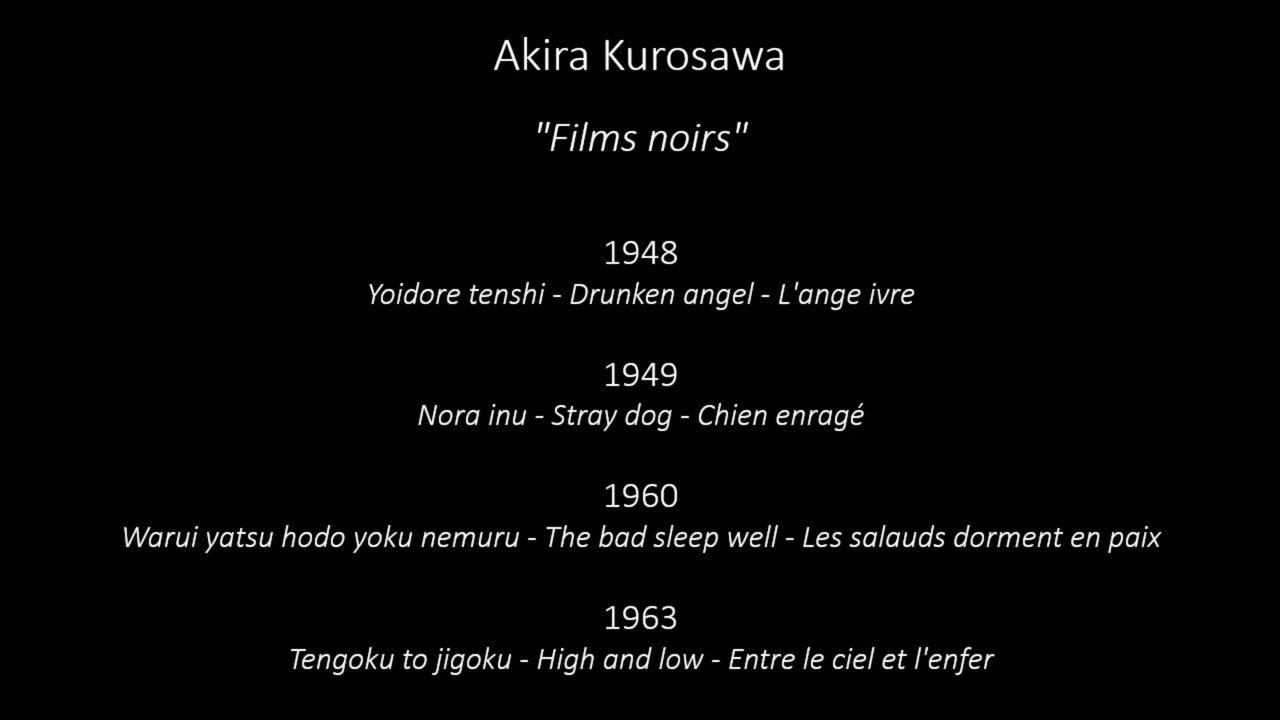 Akira Kurosawa
"Films noirs"
1948
Yoidore tenshi - Drunken angel - L'ange ivre
1949
Nora inu - Stray dog - Chien enragé
1960
Warui yatsu hodo yoku nemuru - The bad sleep well - Les salauds dorment en paix
1963
Tengoku to jigoku - High and low - Entre le ciel et l'enfer